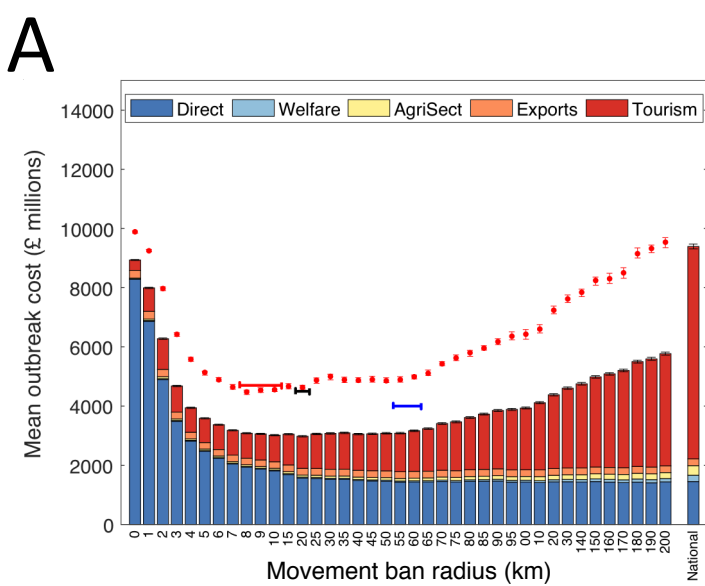 A
14000
12000
10000
8000
6000
4000
2000
0
Mean outbreak cost (£ millions)
Direct Welfare AgriSect Exports Tourism
0 1 2 3 4 5 6 7 8 9 10 15 20 25 30 35 40 45 50 55 60 65 70 75 80 85 90 95 00 10 20 30 140 150 160 170 180 190 200 National
Movement ban radius (km)